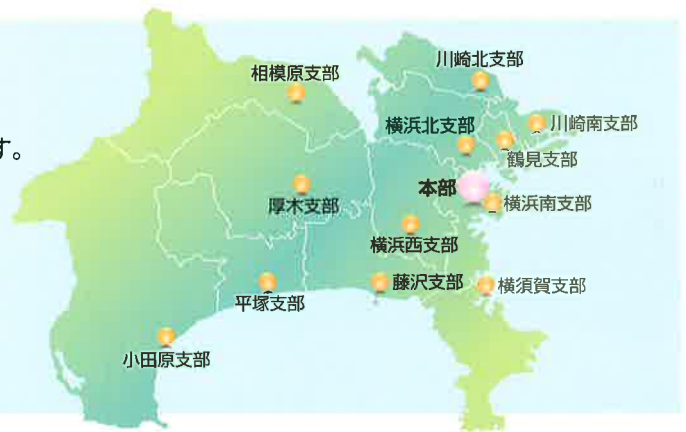 川崎北支部
相模原支部
川崎南支部
横浜北支部
す。
鶴見支部
本部
厚木支部
横浜南支部
横浜西支部
藤沢支部
横須賀支部
平塚支部
小田原支部